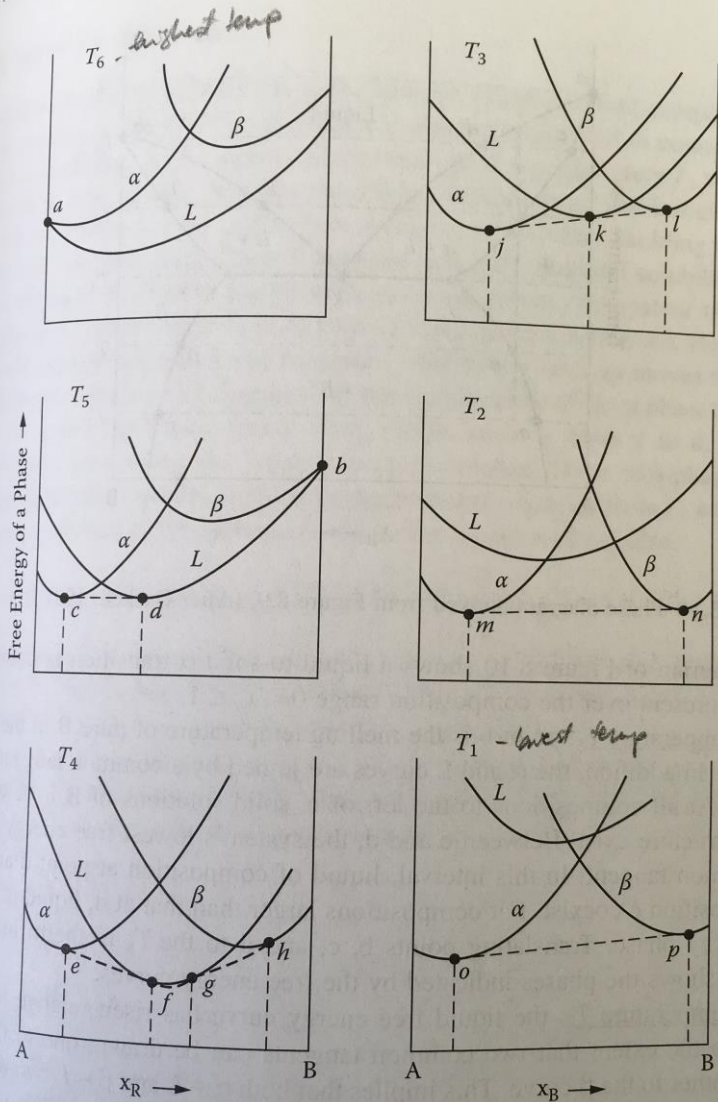 T6 - highest temp
a
α
β
L
T3
L
β
α
j
k
l
Free Energy of a Phase →
T5
b
β
α
L
c
d
T2
L
α
β
m
n
T4
L
α
β
e
f
g
h
A
B
xB →
T1 - lowest temp
L
α
β
o
p
A
B
xB →